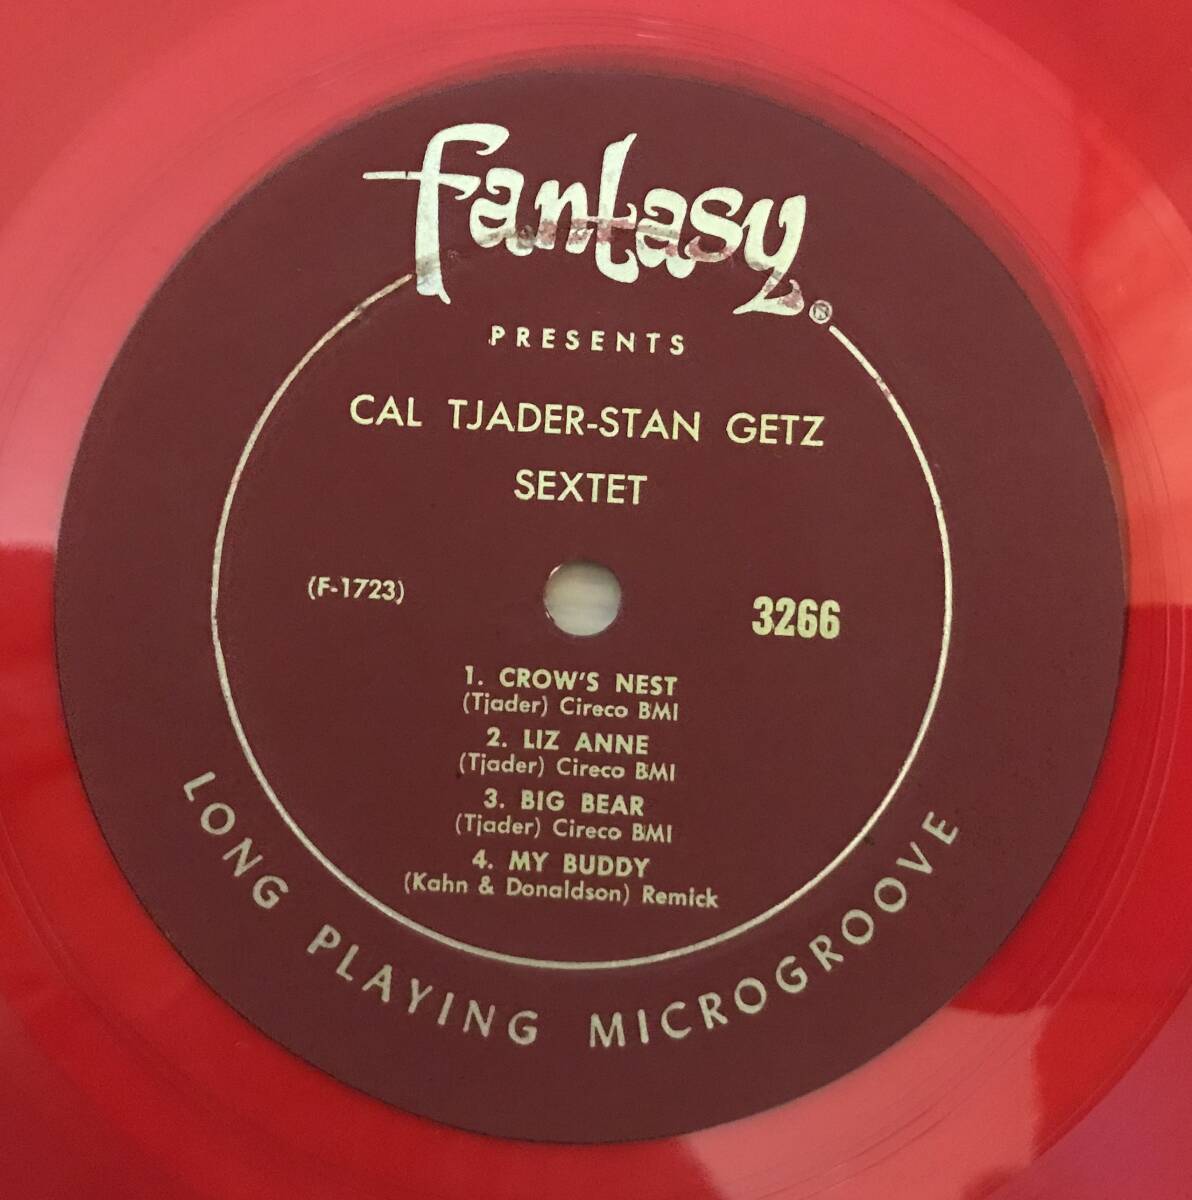 fantasy®
PRESENTS
CAL TJADER-STAN GETZ
SEXTET
(F-1723)
3266
1. CROW'S NEST
(Tjader) Cireco BMI
2. LIZ ANNE
(Tjader) Cireco BMI
3. BIG BEAR
(Tjader) Cireco BMI
4. MY BUDDY
(Kahn & Donaldson) Remick
LONG PLAYING MICROGROOVE